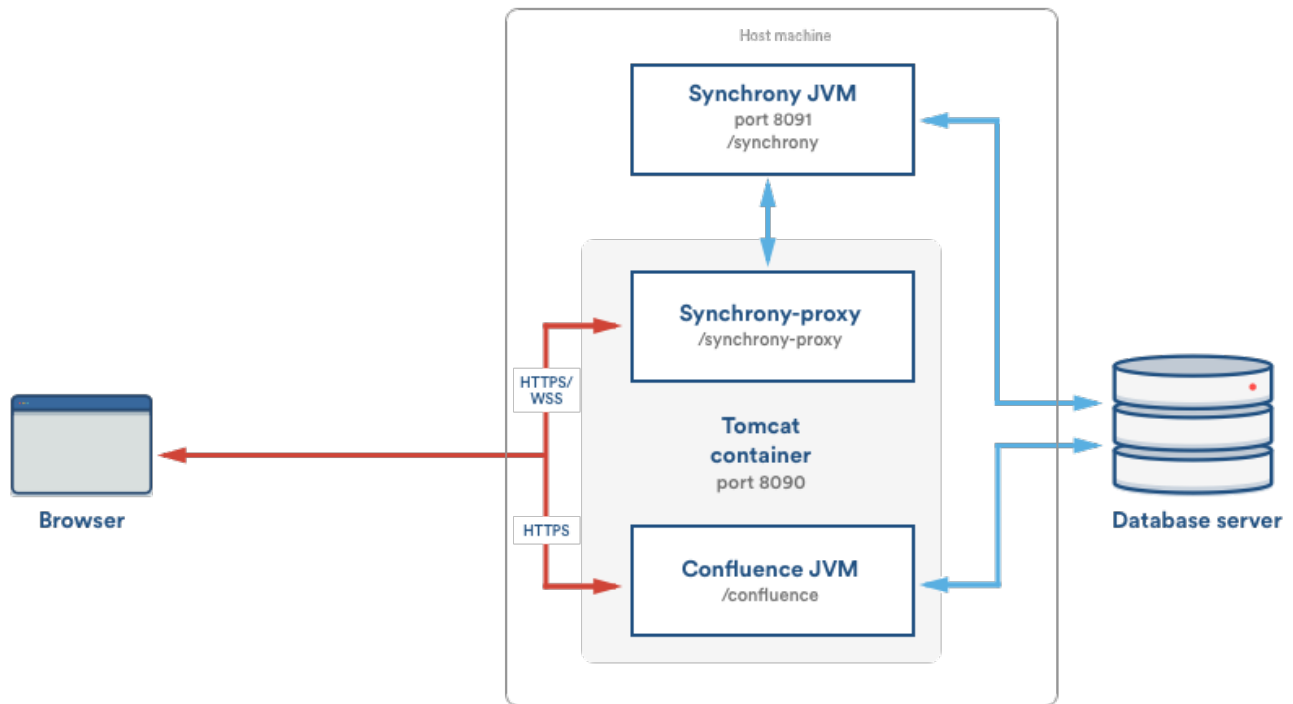 Host machine
Synchrony JVM
port 8091
/synchrony
Synchrony-proxy
/synchrony-proxy
HTTPS/
WSS
Tomcat
container
port 8090
Browser
HTTPS
Database server
Confluence JVM
/confluence